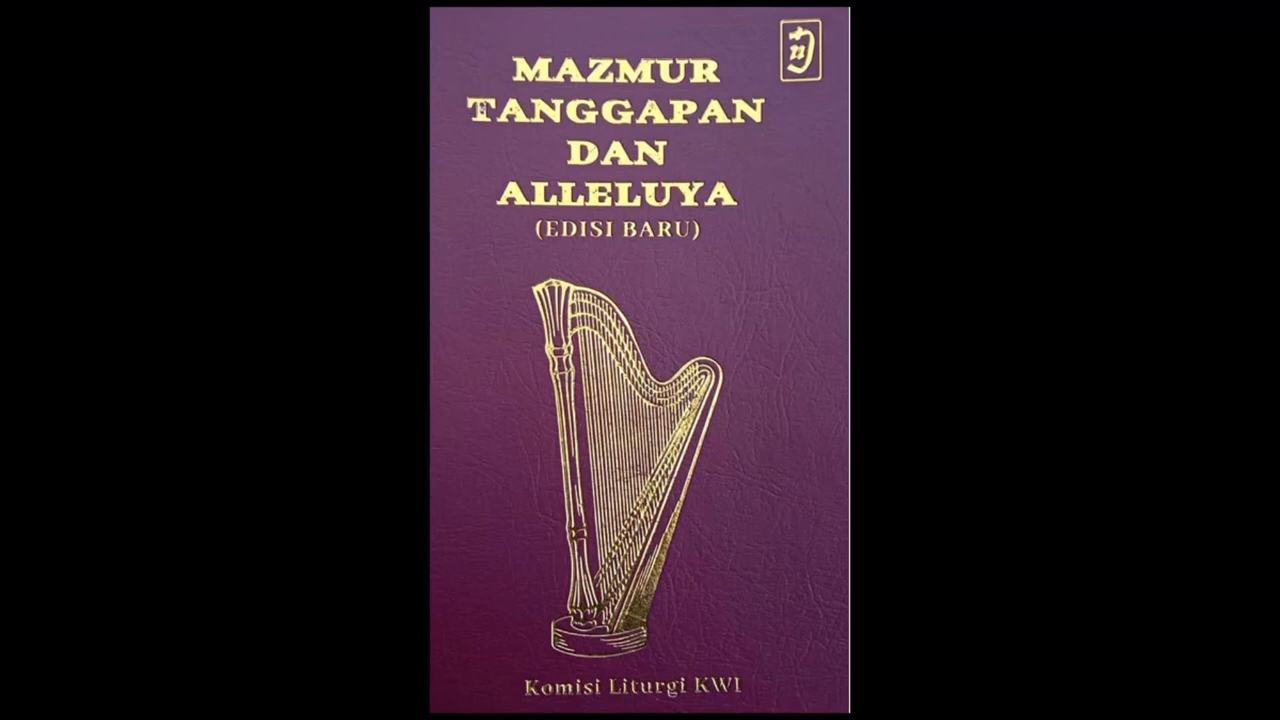 MAZMUR
TANGGAPAN
DAN
ALLELUYA
(EDISI BARU)
Komisi Liturgi KWI